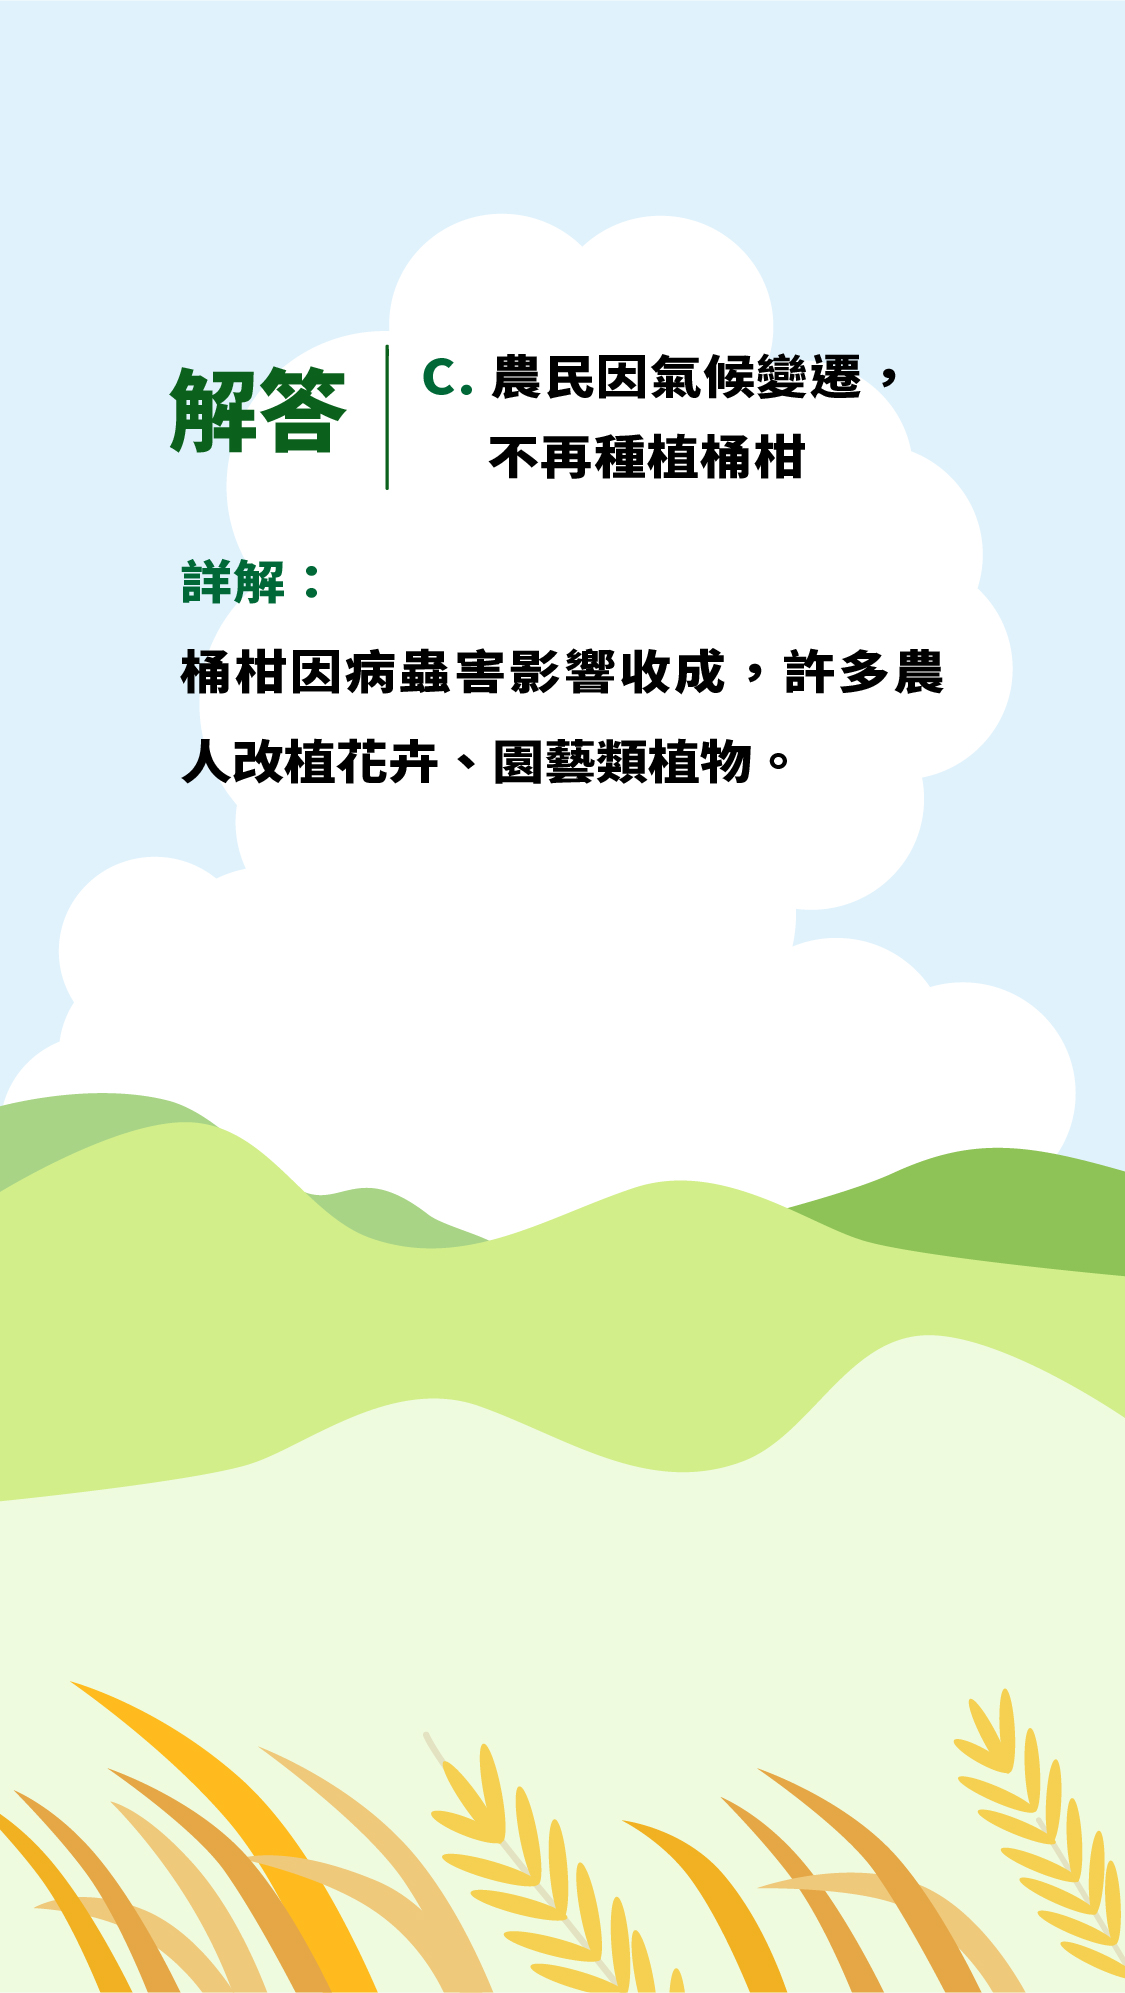 解答
C. 農民因氣候變遷，
不再種植桶柑
詳解：
桶柑因病蟲害影響收成，許多農
人改植花卉、園藝類植物。